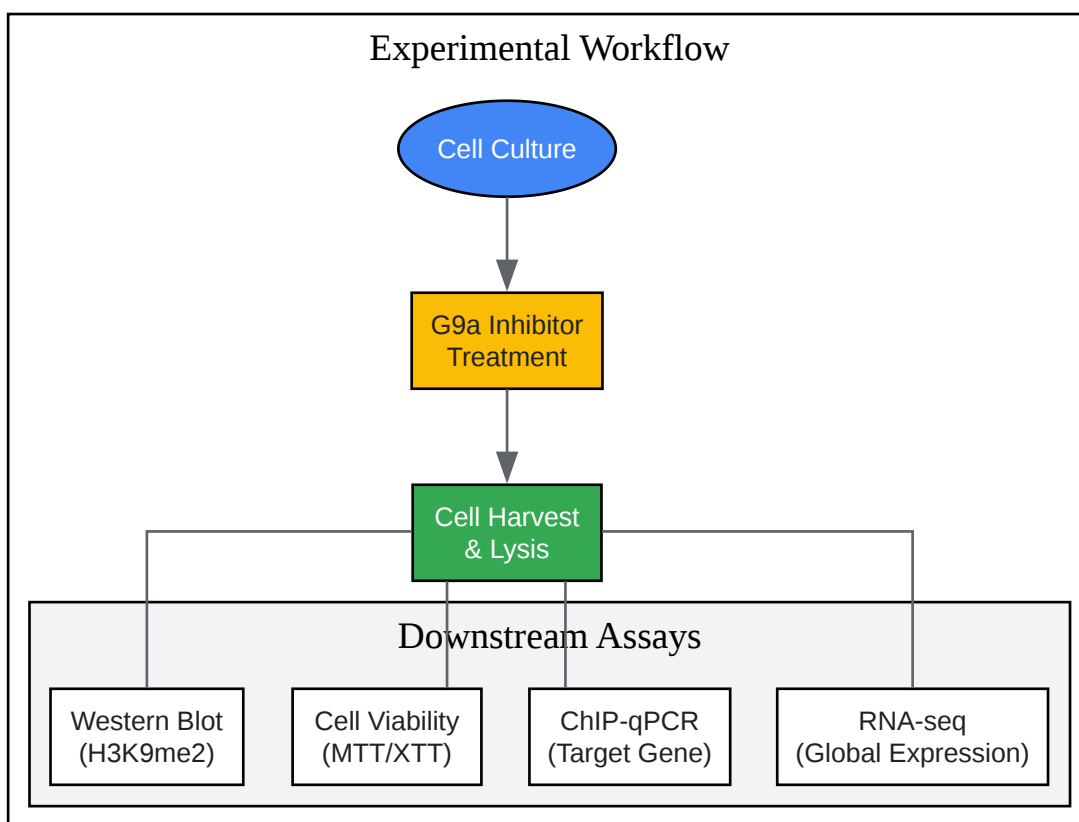 Experimental Workflow
Cell Culture
G9a Inhibitor
Treatment
Cell Harvest
& Lysis
Downstream Assays
Western Blot
(H3K9me2)
Cell Viability
(MTT/XTT)
ChIP-qPCR
(Target Gene)
RNA-seq
(Global Expression)